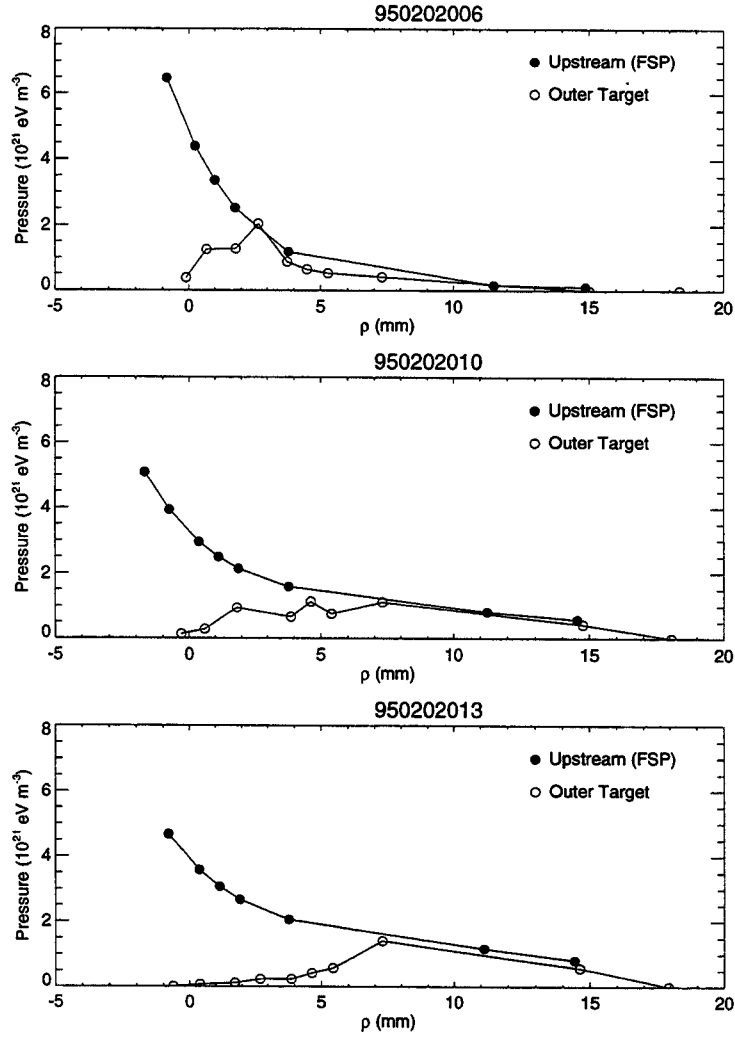 950202006
8
6
4
2
0
Pressure (10²¹ eV m⁻³)
● Upstream (FSP)
○ Outer Target
-5 0 5 10 15 20
ρ (mm)
950202010
8
6
4
2
0
Pressure (10²¹ eV m⁻³)
● Upstream (FSP)
○ Outer Target
-5 0 5 10 15 20
ρ (mm)
950202013
8
6
4
2
0
Pressure (10²¹ eV m⁻³)
● Upstream (FSP)
○ Outer Target
-5 0 5 10 15 20
ρ (mm)